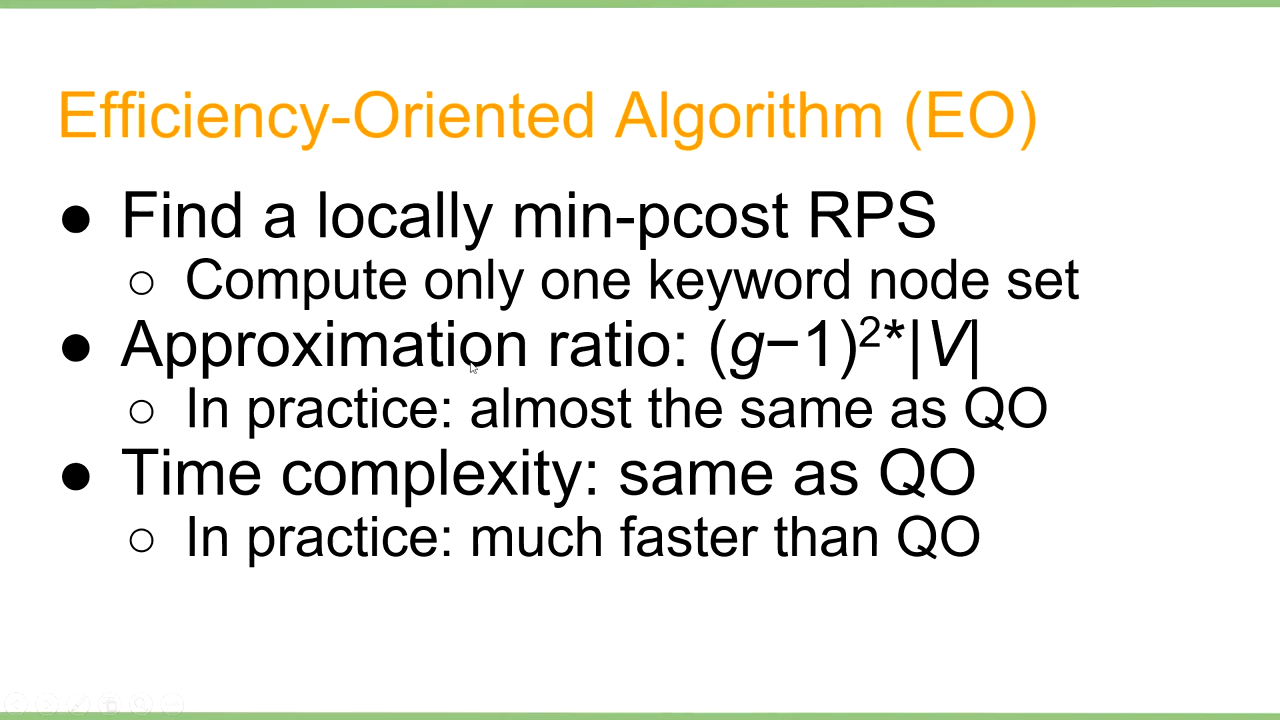 Efficiency-Oriented Algorithm (EO)
● Find a locally min-pcost RPS
○ Compute only one keyword node set
● Approximation ratio: (g−1)²*|V|
○ In practice: almost the same as QO
● Time complexity: same as QO
○ In practice: much faster than QO